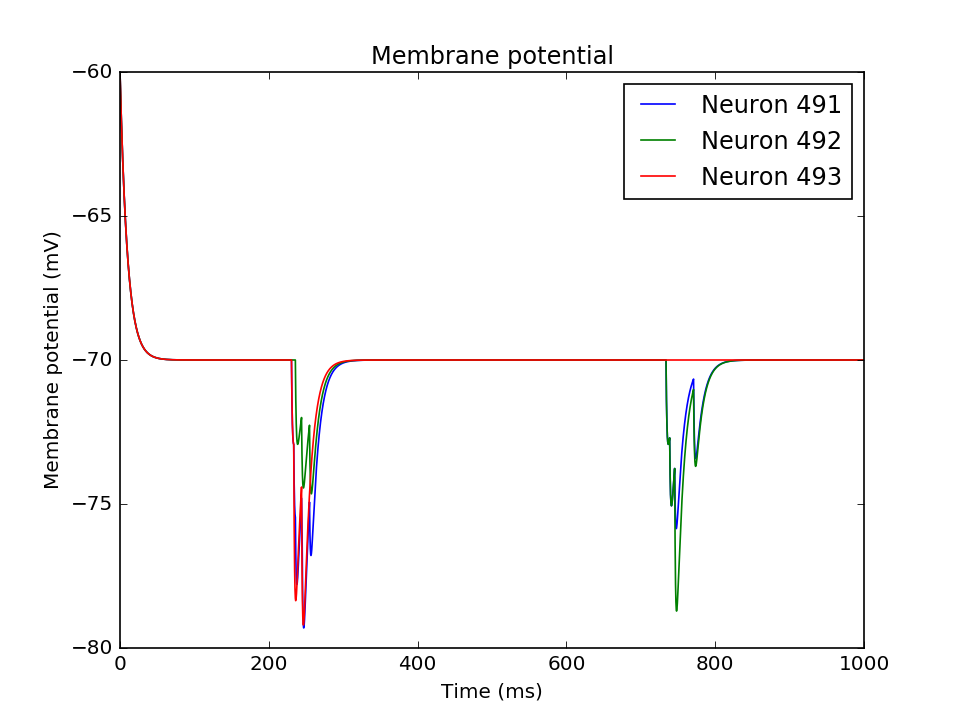 Membrane potential
−60
−65
−70
−75
−80
Membrane potential (mV)
Neuron 491
Neuron 492
Neuron 493
0
200
400
600
800
1000
Time (ms)